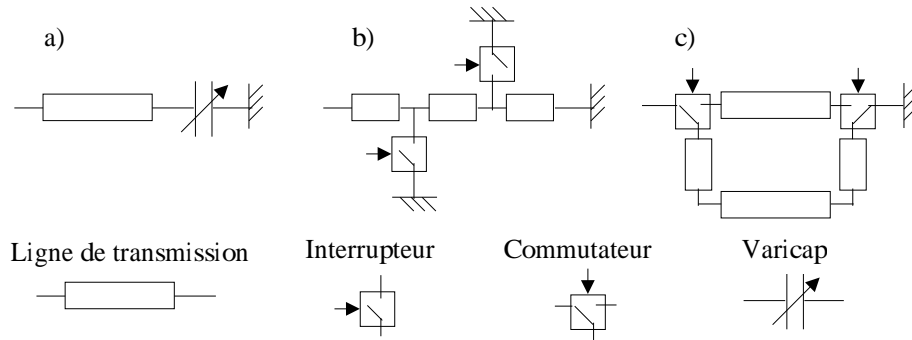 a) b) c)
Ligne de transmission Interrupteur Commutateur Varicap